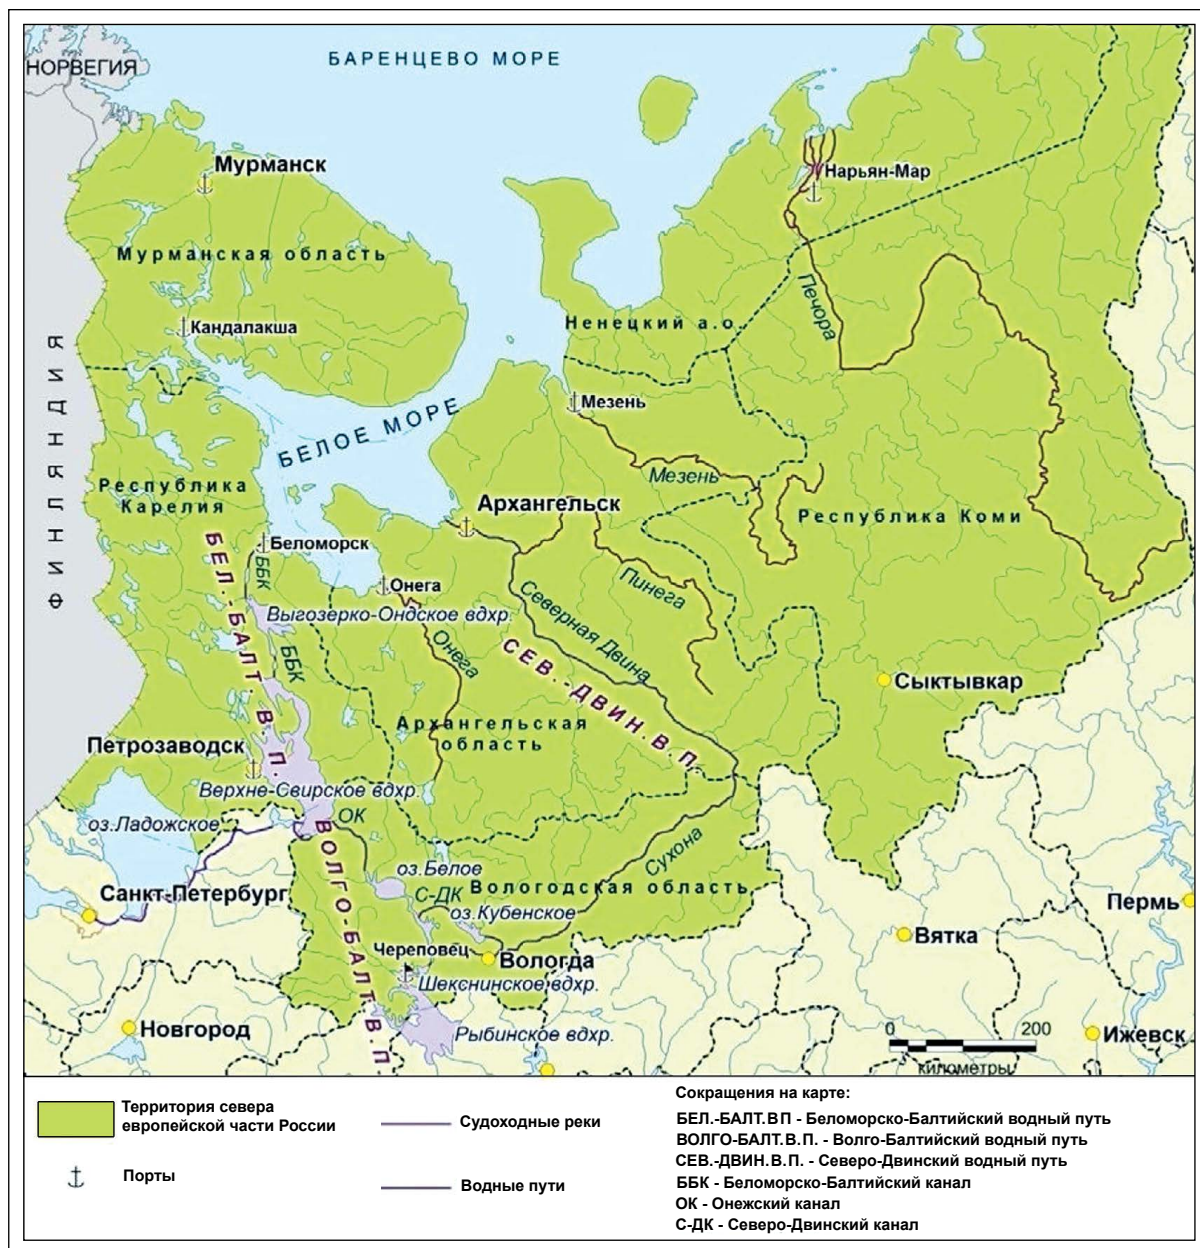 БАРЕНЦЕВО МОРЕ
НОРВЕГИЯ
Мурманск
Нарьян-Мар
Мурманская область
Печора
Кандалакша
Ненецкий а.о.
ФИНЛЯНДИЯ
Мезень
БЕЛОЕ МОРЕ
Мезень
Республика
Карелия
Архангельск
Республика Коми
БЕЛ.-БАЛТ. В.П.
Беломорск
ББК
Онега
Пинега
Северная Двина
Выгозерко-Ондское вдхр.
ББК
Онега
СЕВ.-ДВИН.В.П.
Сыктывкар
Архангельская
область
Петрозаводск
Верхне-Свирское вдхр.
ОК
оз.Ладожское
ВОЛГО-БАЛТ.В.П.
Сухона
оз.Белое
С-ДК
Вологодская область
Санкт-Петербург
оз.Кубенское
Пермь
Вятка
Череповец
Вологда
Шекснинское вдхр.
Новгород
Рыбинское вдхр.
Ижевск
0 200
километры
Территория севера
европейской части России
Порты
Судоходные реки
Водные пути
Сокращения на карте:
БЕЛ.-БАЛТ.ВП - Беломорско-Балтийский водный путь
ВОЛГО-БАЛТ.В.П. - Волго-Балтийский водный путь
СЕВ.-ДВИН.В.П. - Северо-Двинский водный путь
ББК - Беломорско-Балтийский канал
ОК - Онежский канал
С-ДК - Северо-Двинский канал